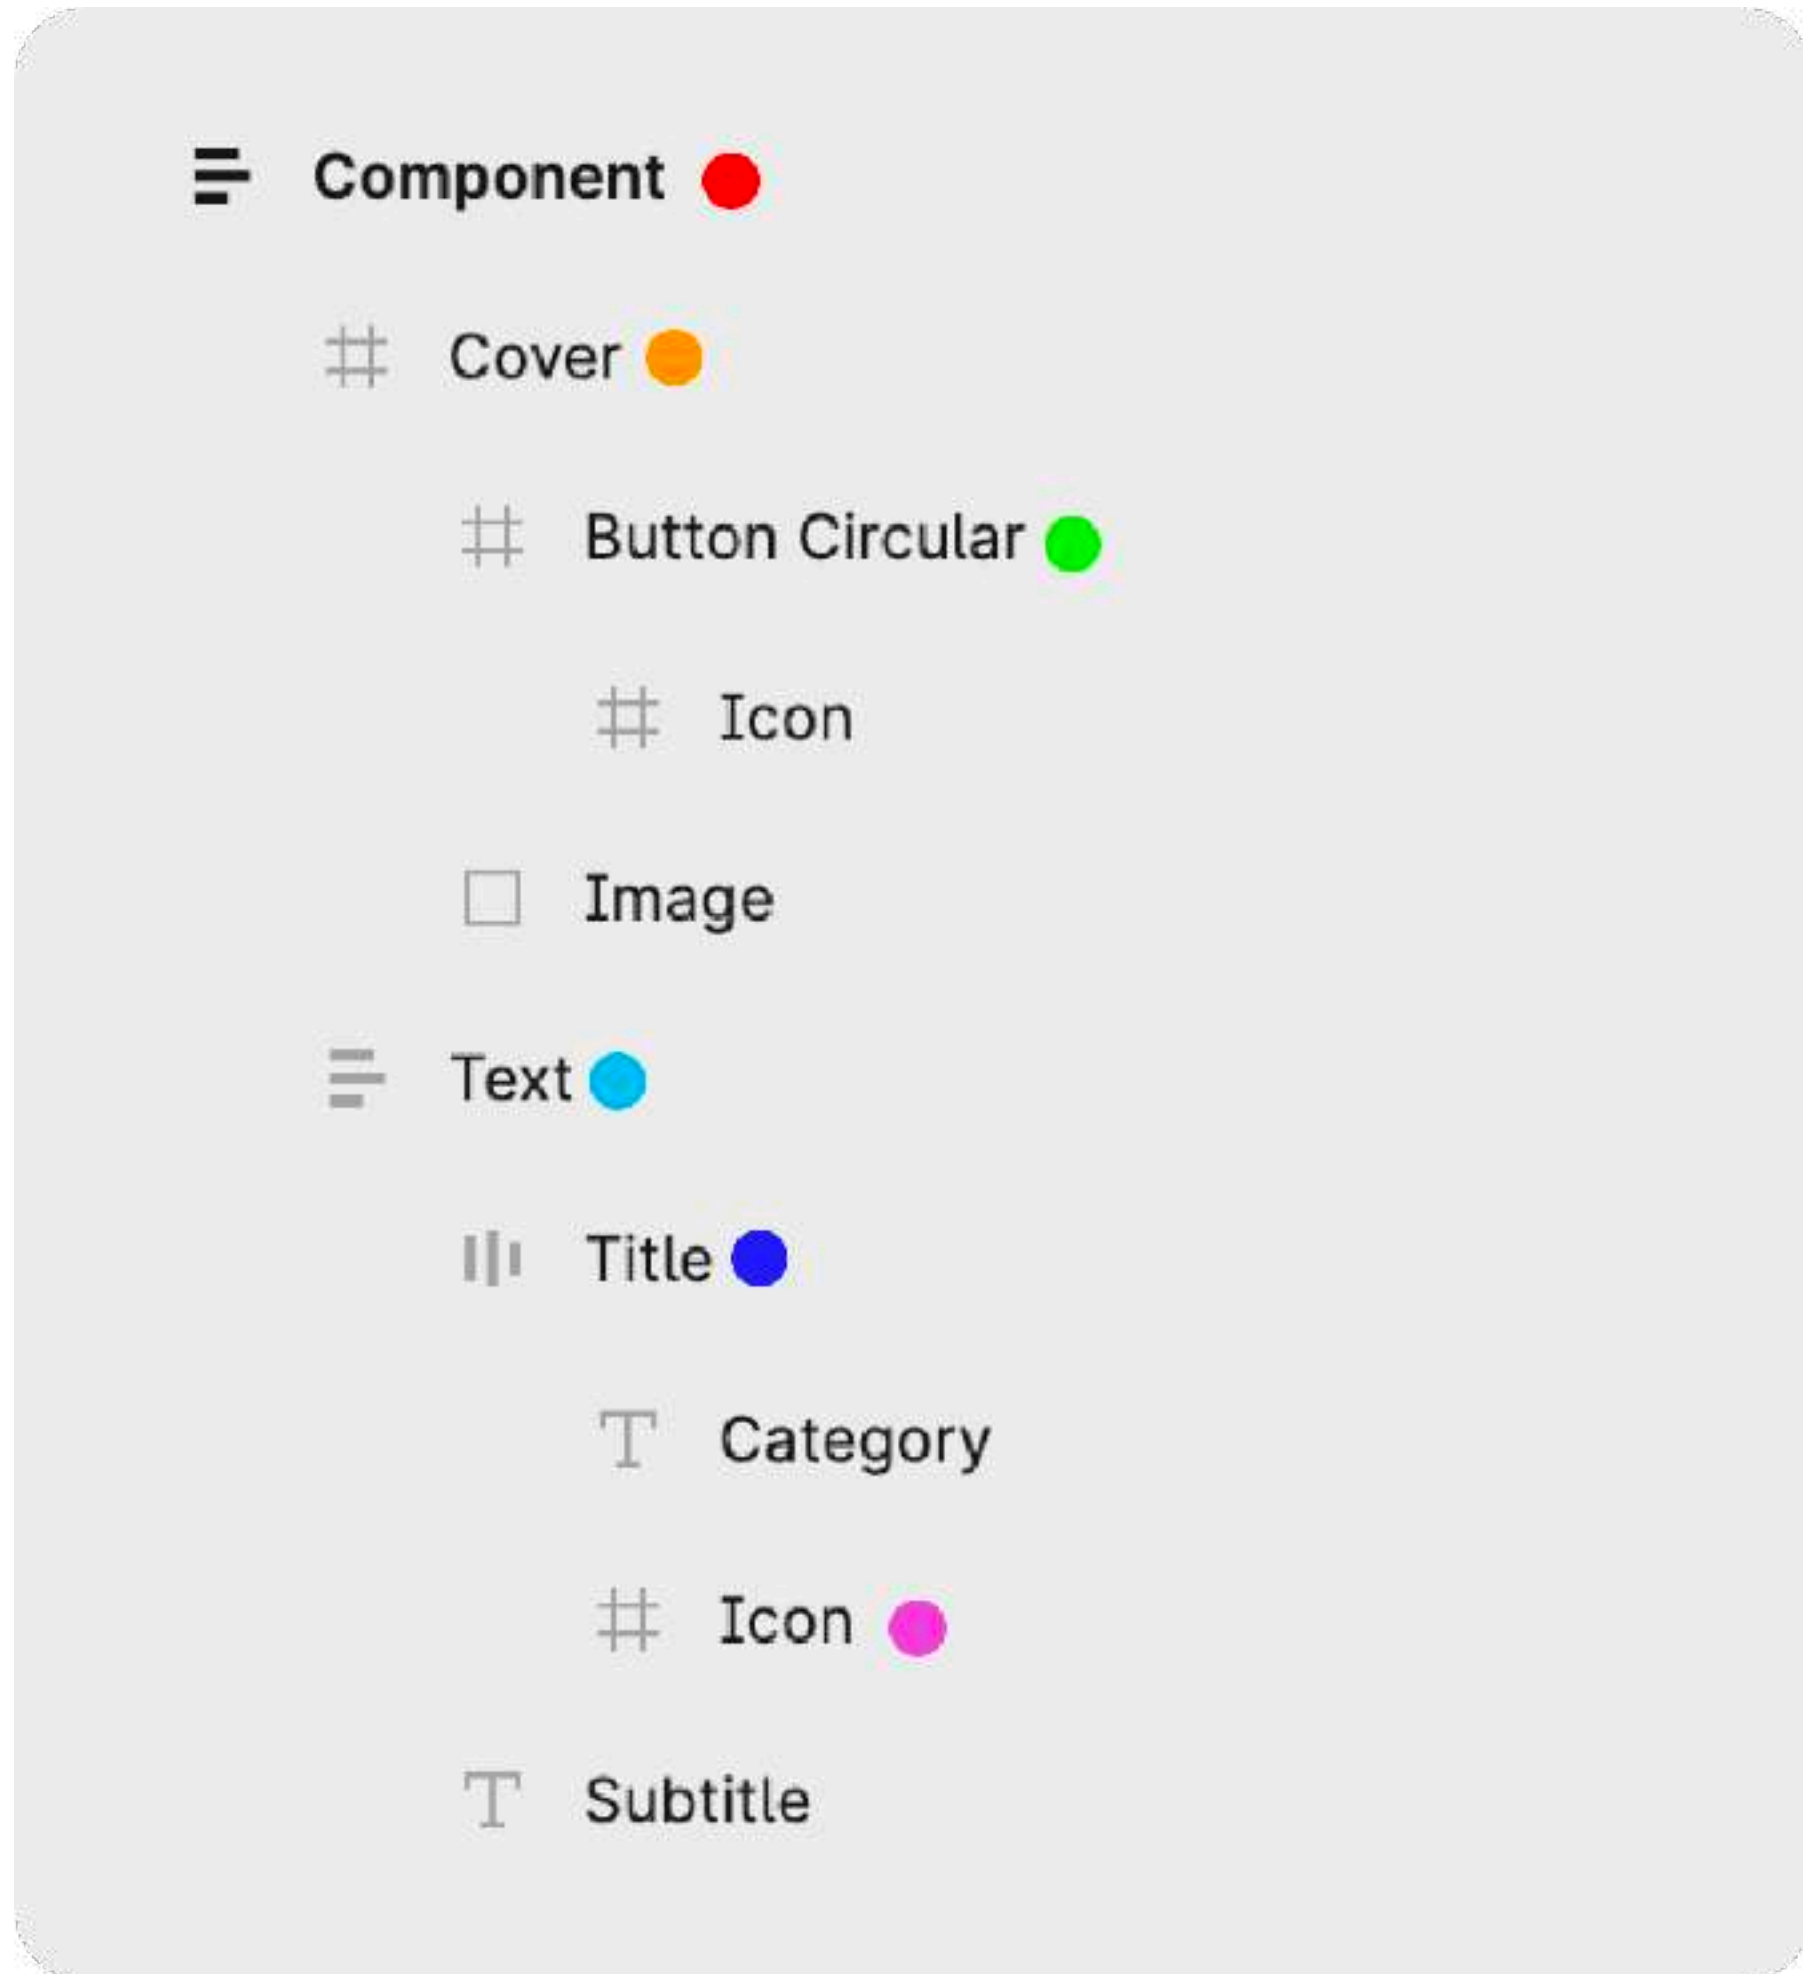 Component
Cover
Button Circular
Icon
Image
Text
Title
Category
Icon
Subtitle